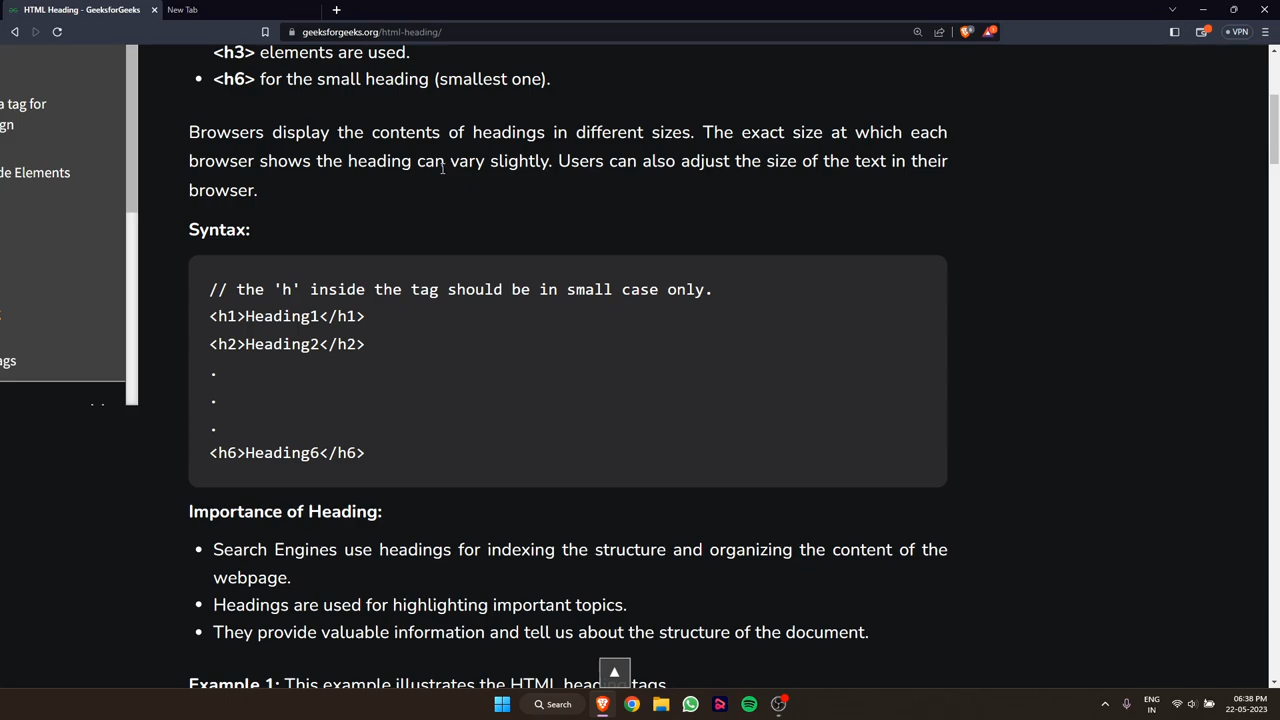 HTML Heading - GeeksforGeeks
New Tab
geeksforgeeks.org/html-heading/
VPN
<h3> elements are used.
<h6> for the small heading (smallest one).
a tag for
gn
de Elements
ags
Browsers display the contents of headings in different sizes. The exact size at which each
browser shows the heading can vary slightly. Users can also adjust the size of the text in their
browser.
Syntax:
// the 'h' inside the tag should be in small case only.
<h1>Heading1</h1>
<h2>Heading2</h2>
.
.
.
<h6>Heading6</h6>
Importance of Heading:
Search Engines use headings for indexing the structure and organizing the content of the
webpage.
Headings are used for highlighting important topics.
They provide valuable information and tell us about the structure of the document.
Example 1: This example illustrates the HTML heading tags.
Search
ENG
IN
06:38 PM
22-05-2023